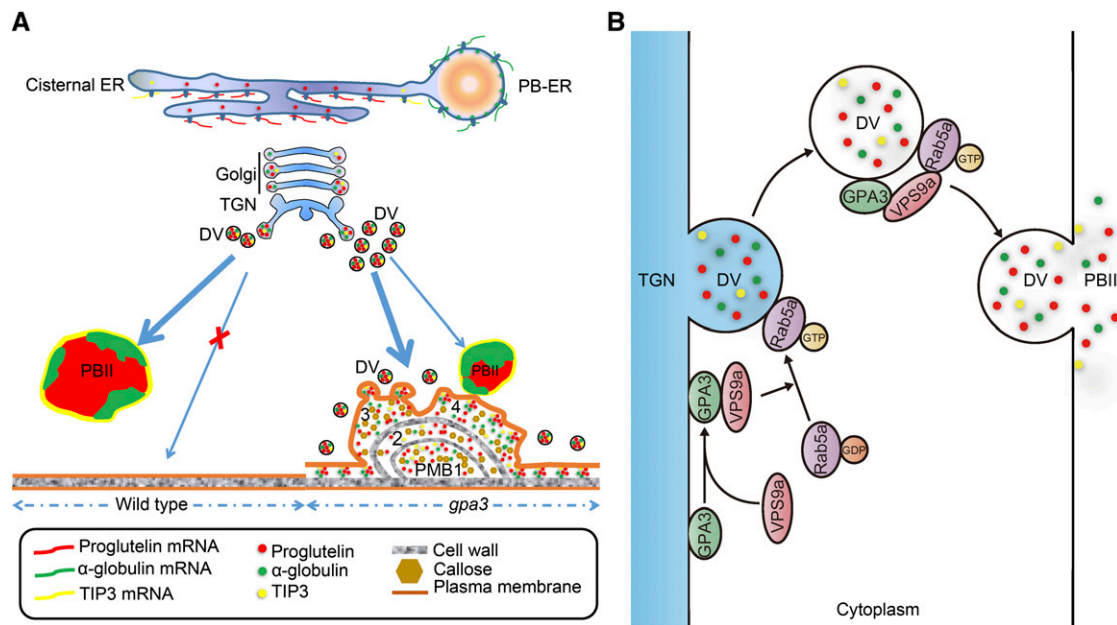 A
Cisternal ER
PB-ER
Golgi
TGN
DV
DV
PBII
PBII
DV
3
4
2
PMB1
Wild type
gpa3
Proglutelin mRNA
α-globulin mRNA
TIP3 mRNA
Proglutelin
α-globulin
TIP3
Cell wall
Callose
Plasma membrane
B
DV
Rab5a
GTP
GPA3
VPS9a
TGN
DV
DV
PBII
Rab5a
GTP
GPA3
VPS9a
Rab5a
GDP
GPA3
VPS9a
Cytoplasm